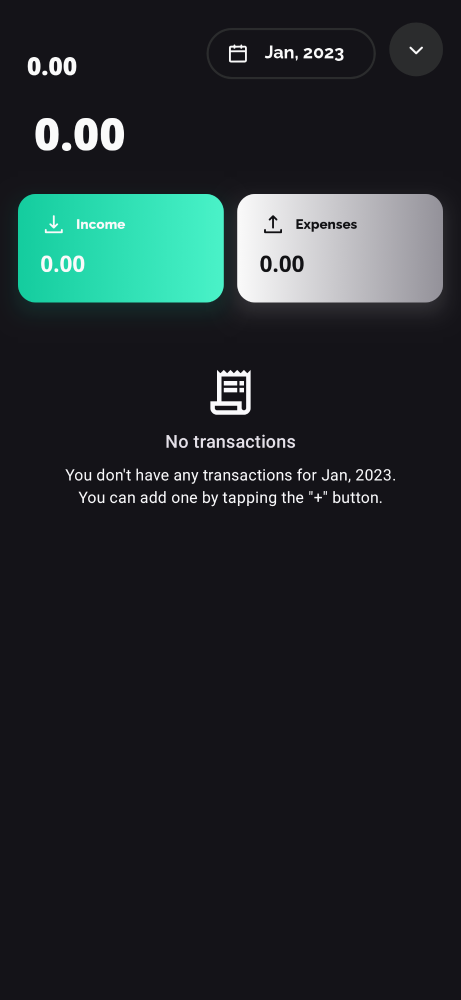 0.00
Jan, 2023
0.00
Income
0.00
Expenses
0.00
No transactions
You don't have any transactions for Jan, 2023.
You can add one by tapping the "+" button.